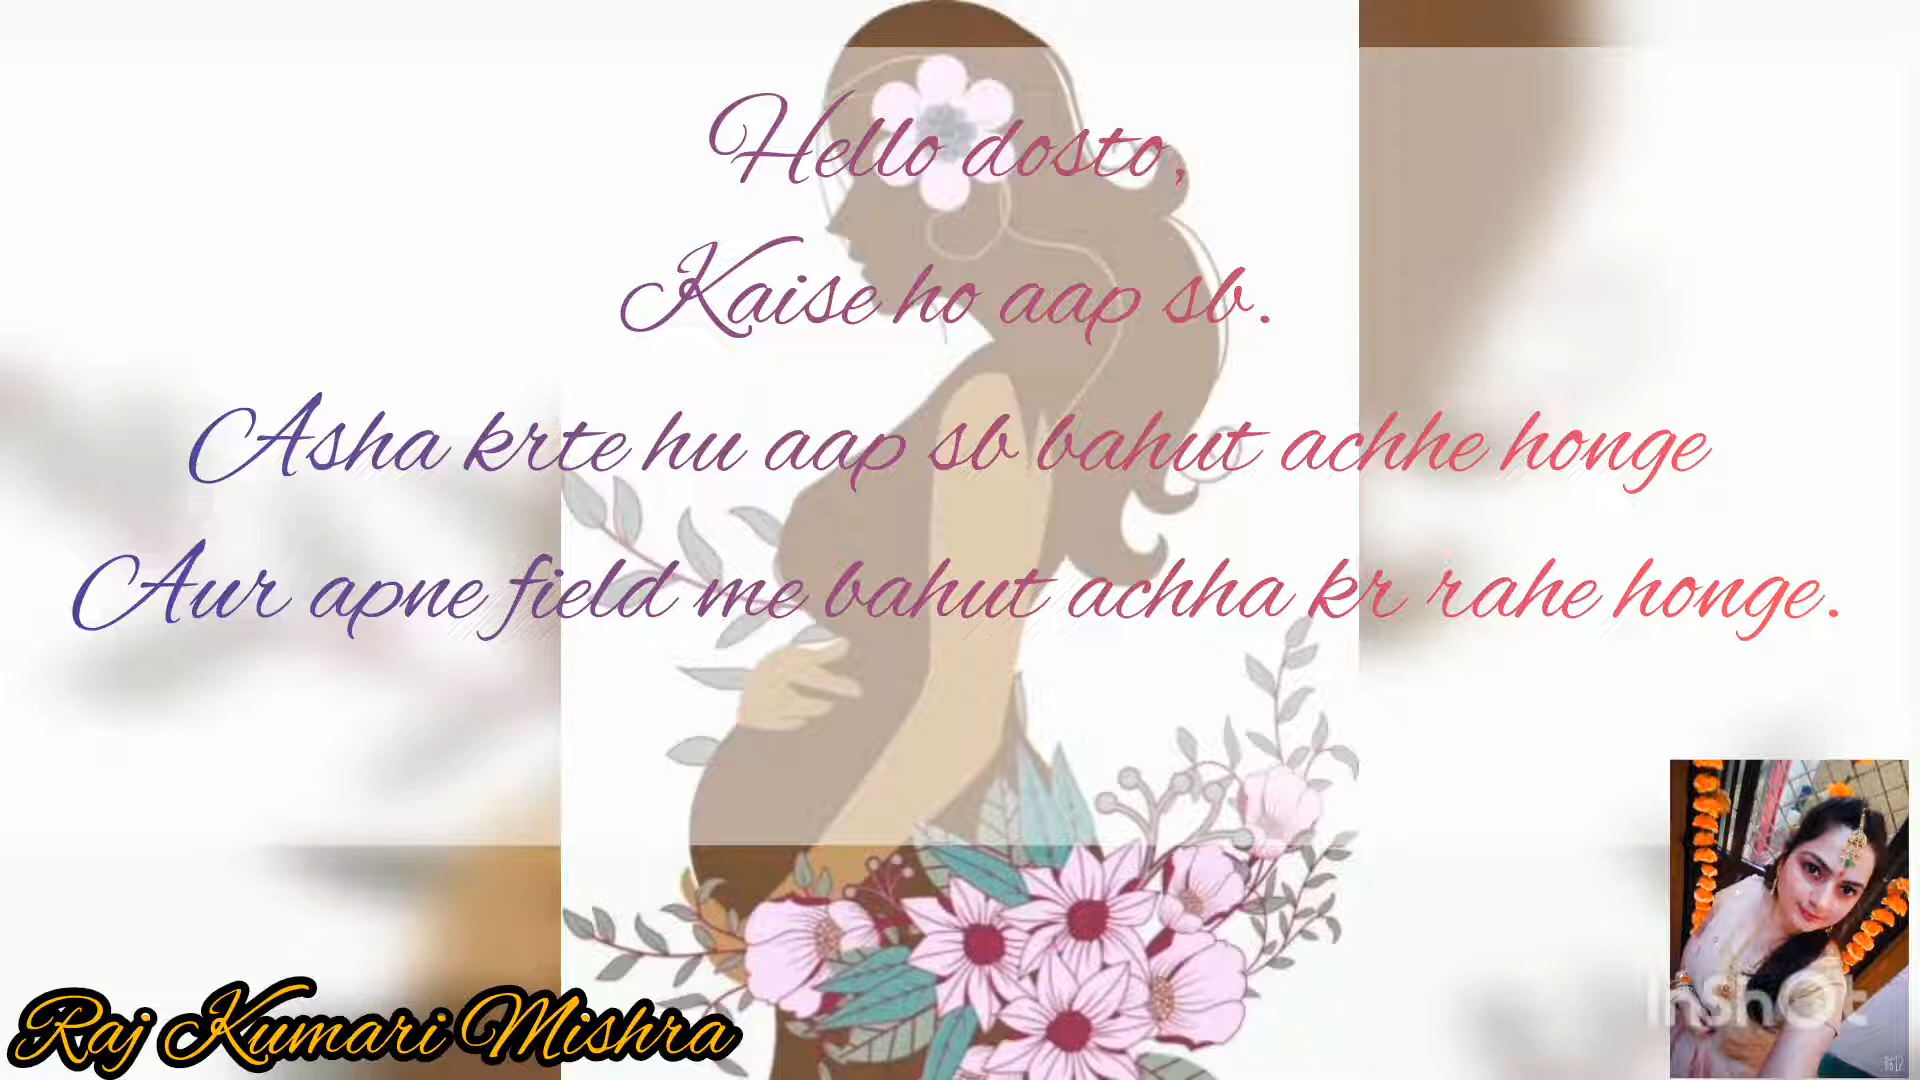 Hello dosto,
Kaise ho aap sb.
Asha krte hu aap sb bahut achhe honge
Aur apne field me bahut achha kr rahe honge.
Raj Kumari Mishra
InShOt